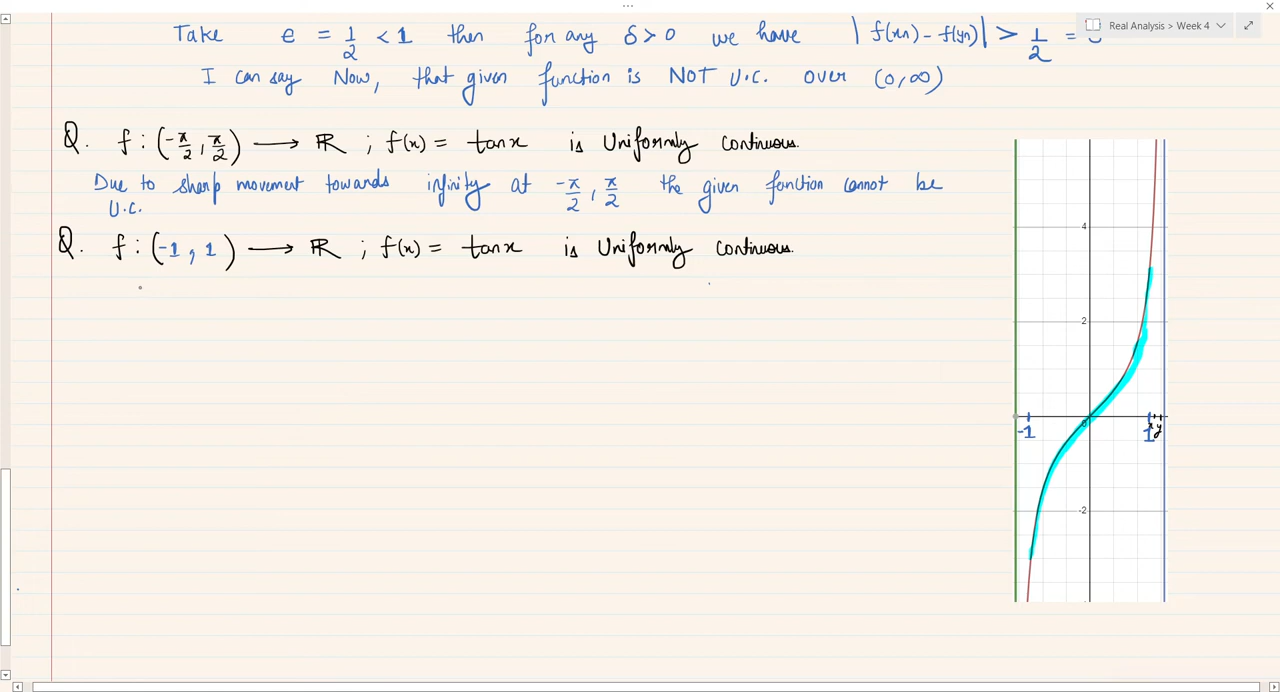 Real Analysis > Week 4
Take e = 1/2 < 1 then for any δ > 0 we have | f(xn) - f(yn)| > 1/2 =
I can say Now, that given function is NOT U.C. over (0,∞)
Q. f : (-π/2, π/2) ⟶ ℝ ; f(x) = tanx is Uniformly continuous.
Due to sharp movement towards infinity at -π/2, π/2 the given function cannot be
U.C.
Q. f : (-1, 1) ⟶ ℝ ; f(x) = tanx is Uniformly continuous.
4
2
0
-1 1 x y
-2